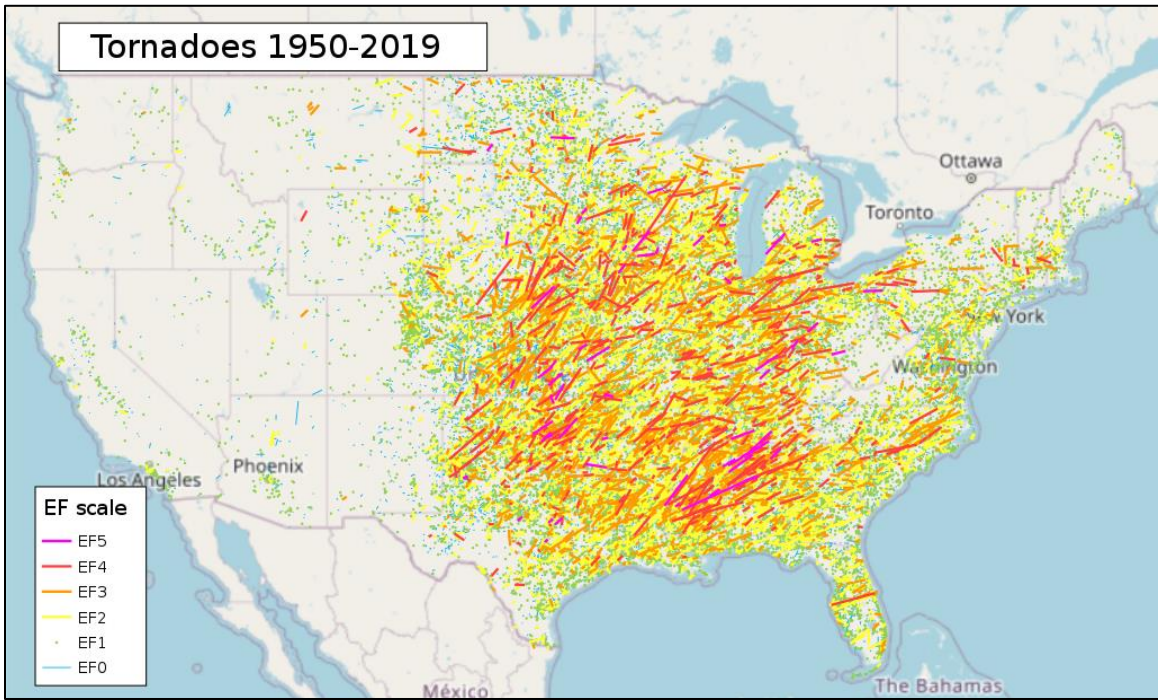 Tornadoes 1950-2019
Ottawa
Toronto
New York
Washington
Los Angeles
Phoenix
EF scale
EF5
EF4
EF3
EF2
EF1
EF0
México
The Bahamas